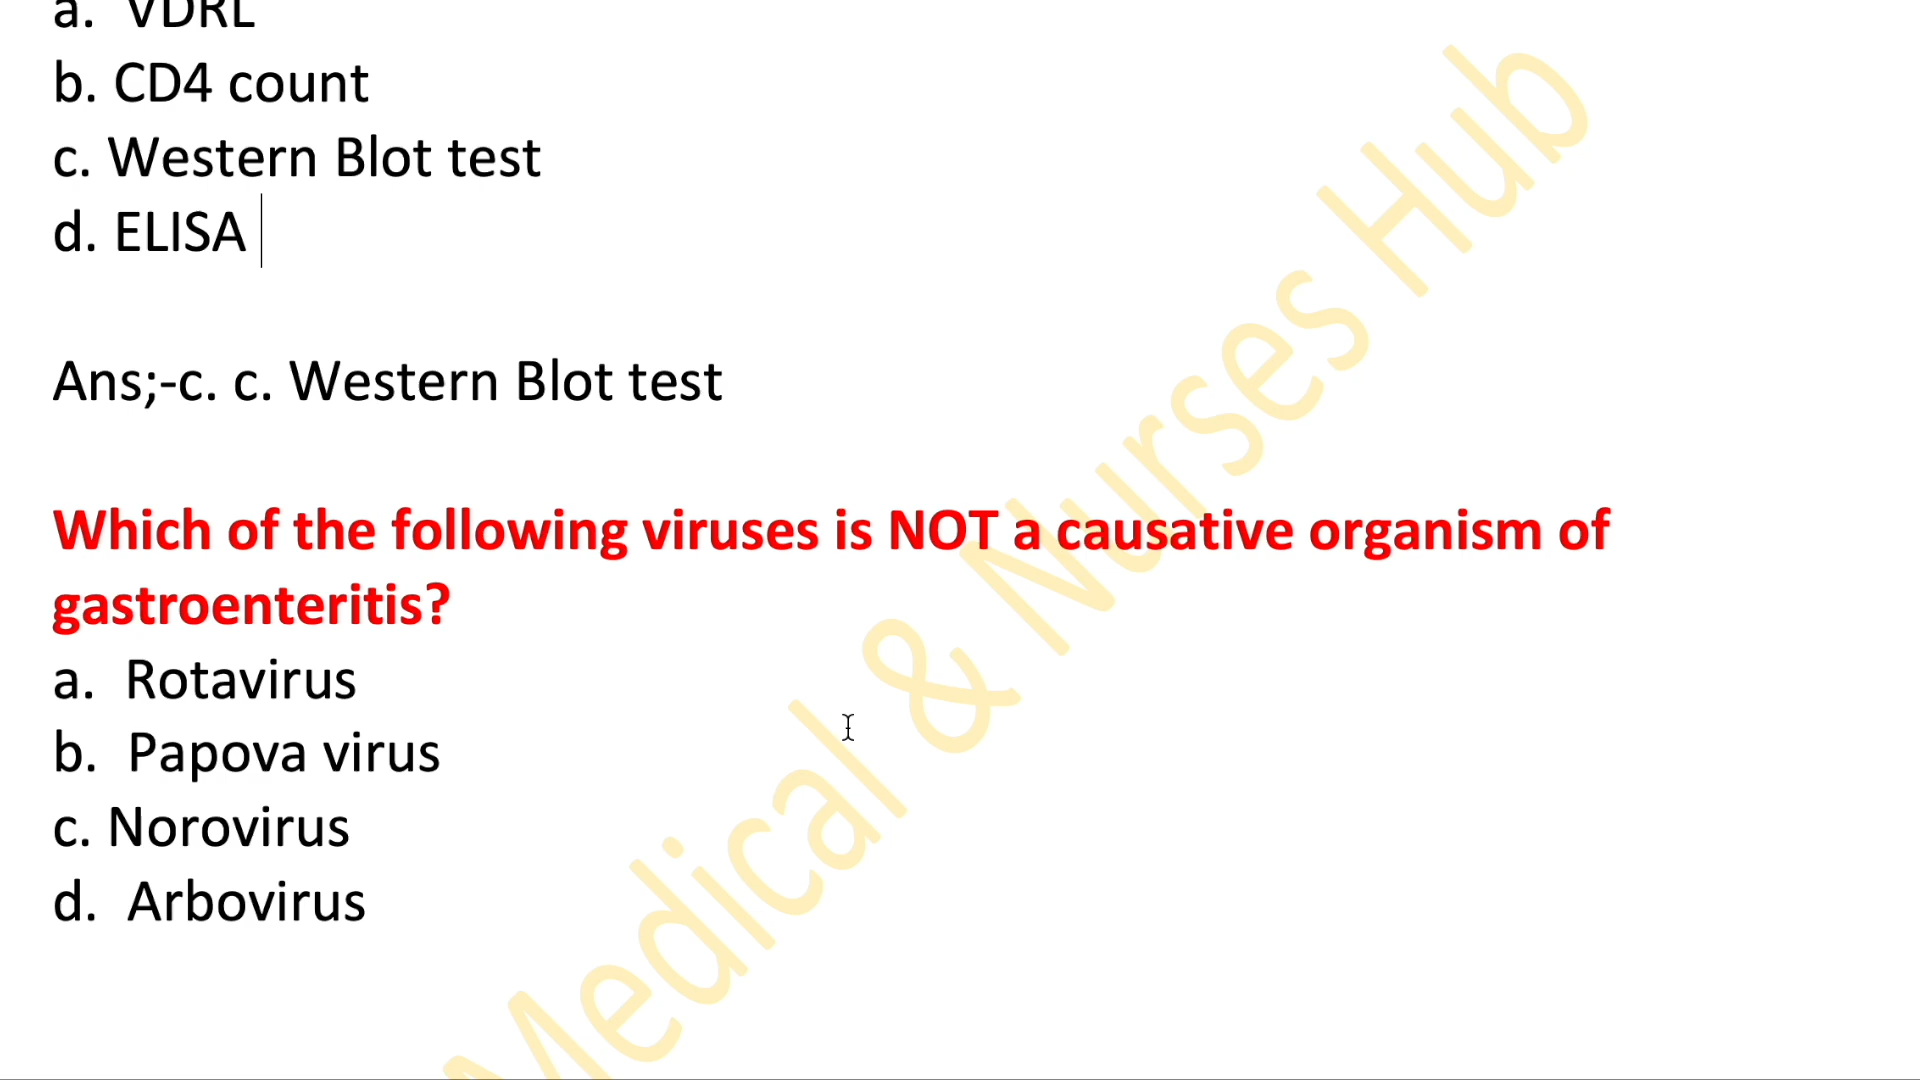 a. VDRL
b. CD4 count
c. Western Blot test
d. ELISA
Ans;-c. c. Western Blot test
Which of the following viruses is NOT a causative organism of
gastroenteritis?
a. Rotavirus
b. Papova virus
c. Norovirus
d. Arbovirus
Medical & Nurses Hub